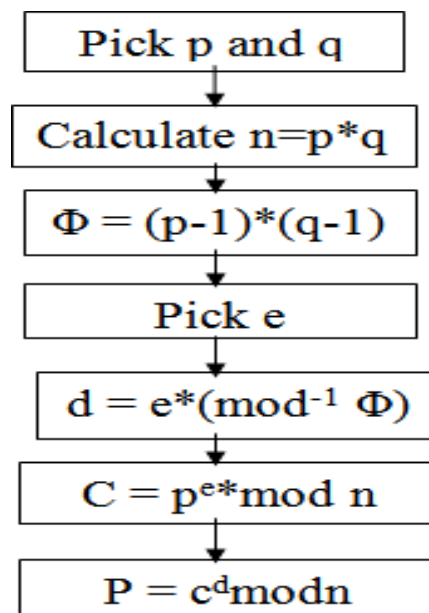 Pick p and q
Calculate n=p*q
Φ = (p-1)*(q-1)
Pick e
d = e*(mod⁻¹ Φ)
C = pᵉ*mod n
P = cᵈmodn